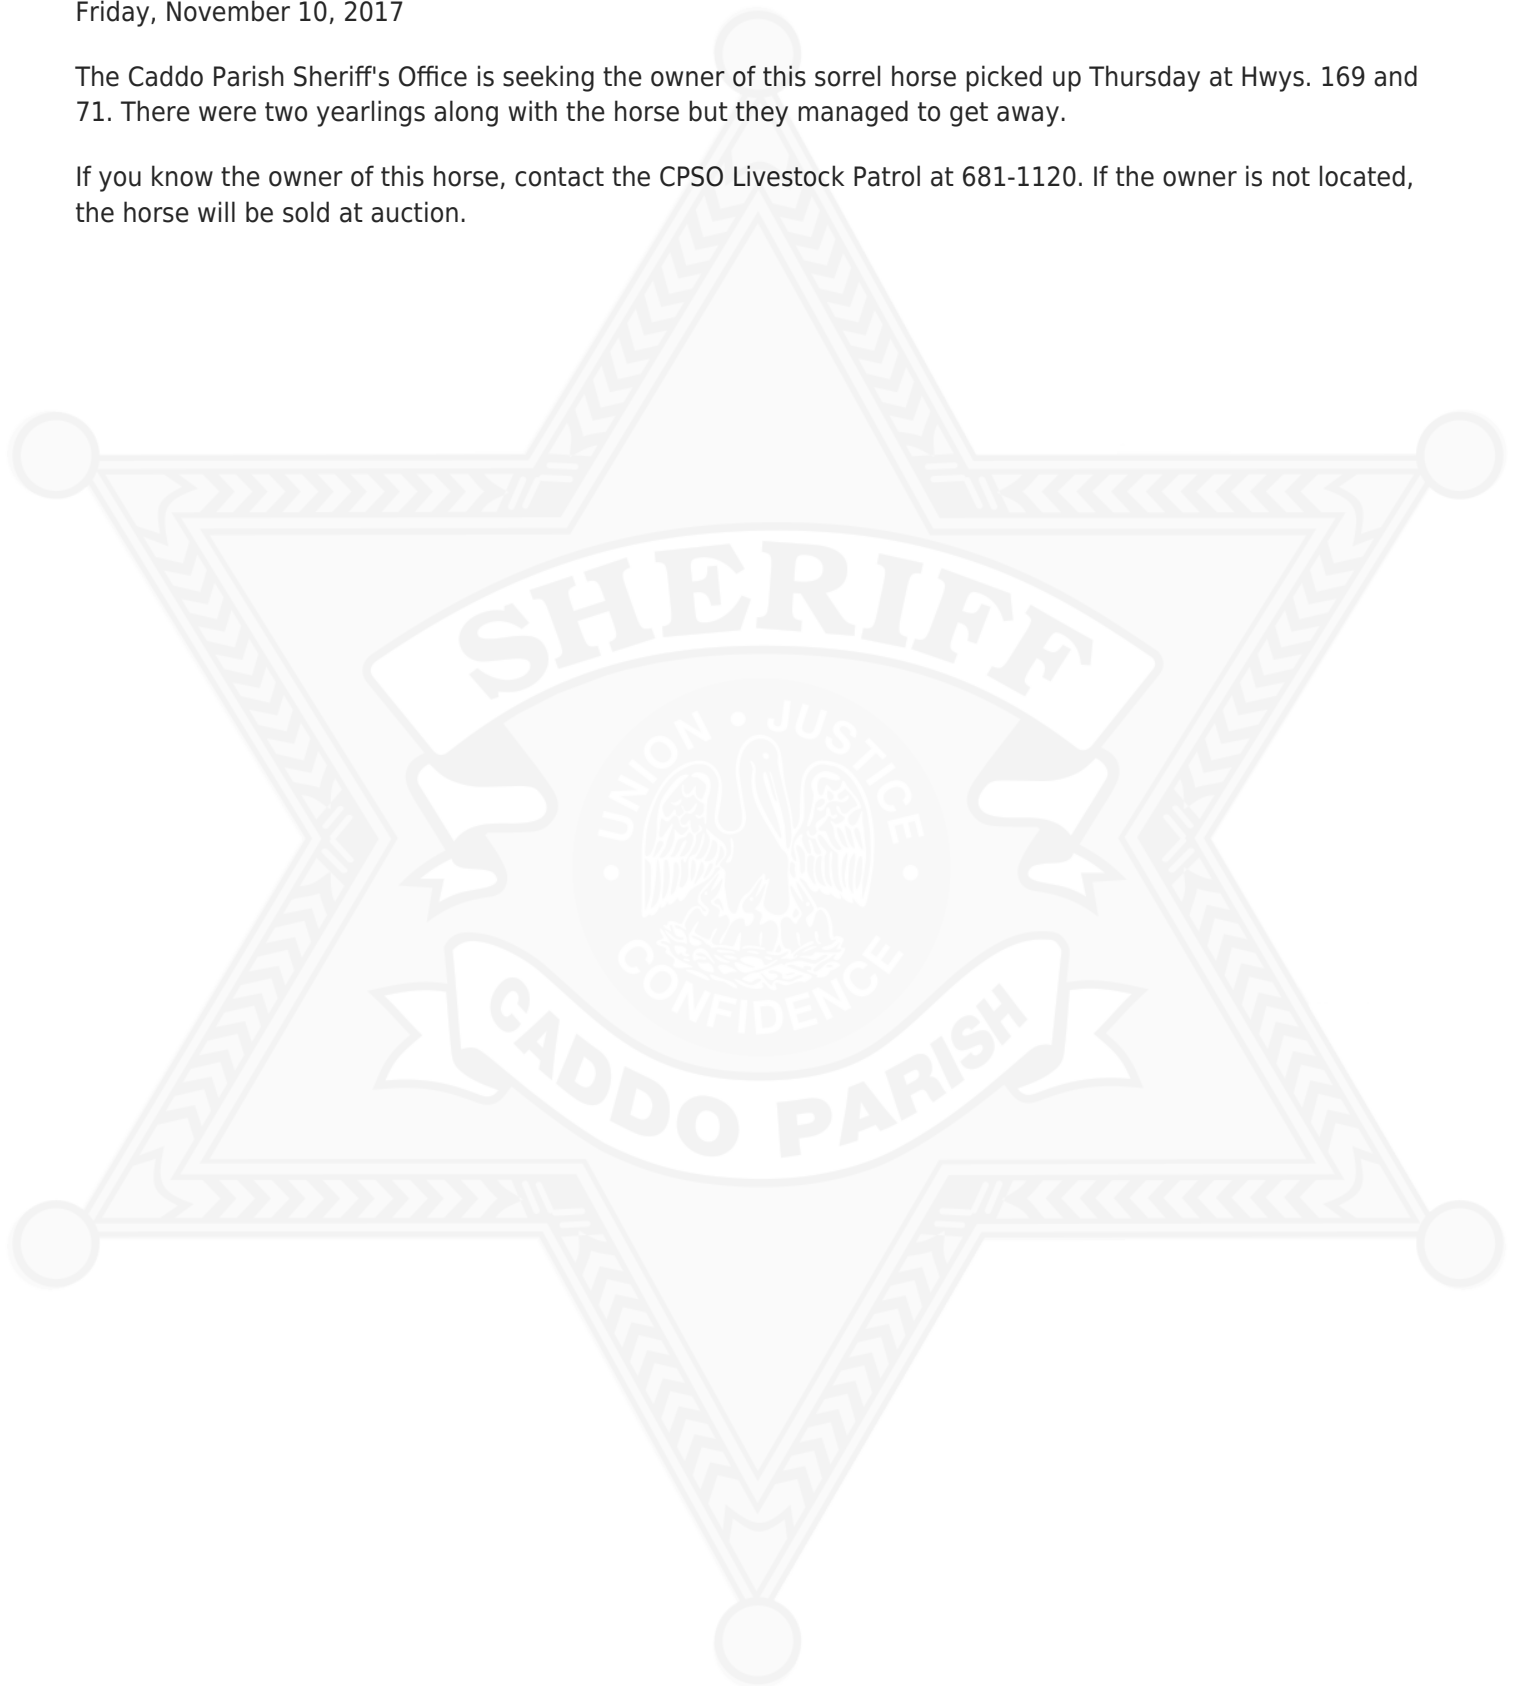 Friday, November 10, 2017
The Caddo Parish Sheriff's Office is seeking the owner of this sorrel horse picked up Thursday at Hwys. 169 and
71. There were two yearlings along with the horse but they managed to get away.
If you know the owner of this horse, contact the CPSO Livestock Patrol at 681-1120. If the owner is not located,
the horse will be sold at auction.
SHERIFF
UNION • JUSTICE
• CONFIDENCE •
CADDO PARISH